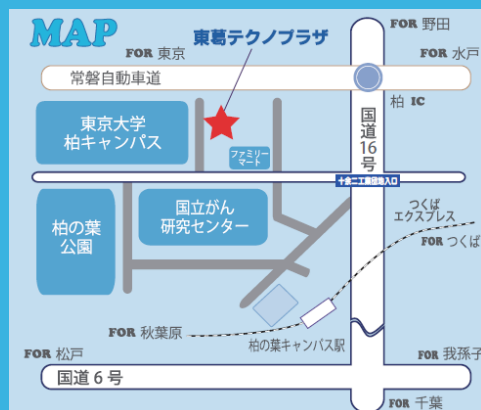 MAP
東葛テクノプラザ
FOR 野田
FOR 東京
FOR 水戸
常磐自動車道
柏 IC
東京大学
柏キャンパス
国道16号
ファミリー
マート
十余二工業団地入口
柏の葉
公園
国立がん
研究センター
つくば
エクスプレス
FOR つくば
FOR 秋葉原
柏の葉キャンパス駅
FOR 松戸
FOR 我孫子
国道6号
FOR 千葉